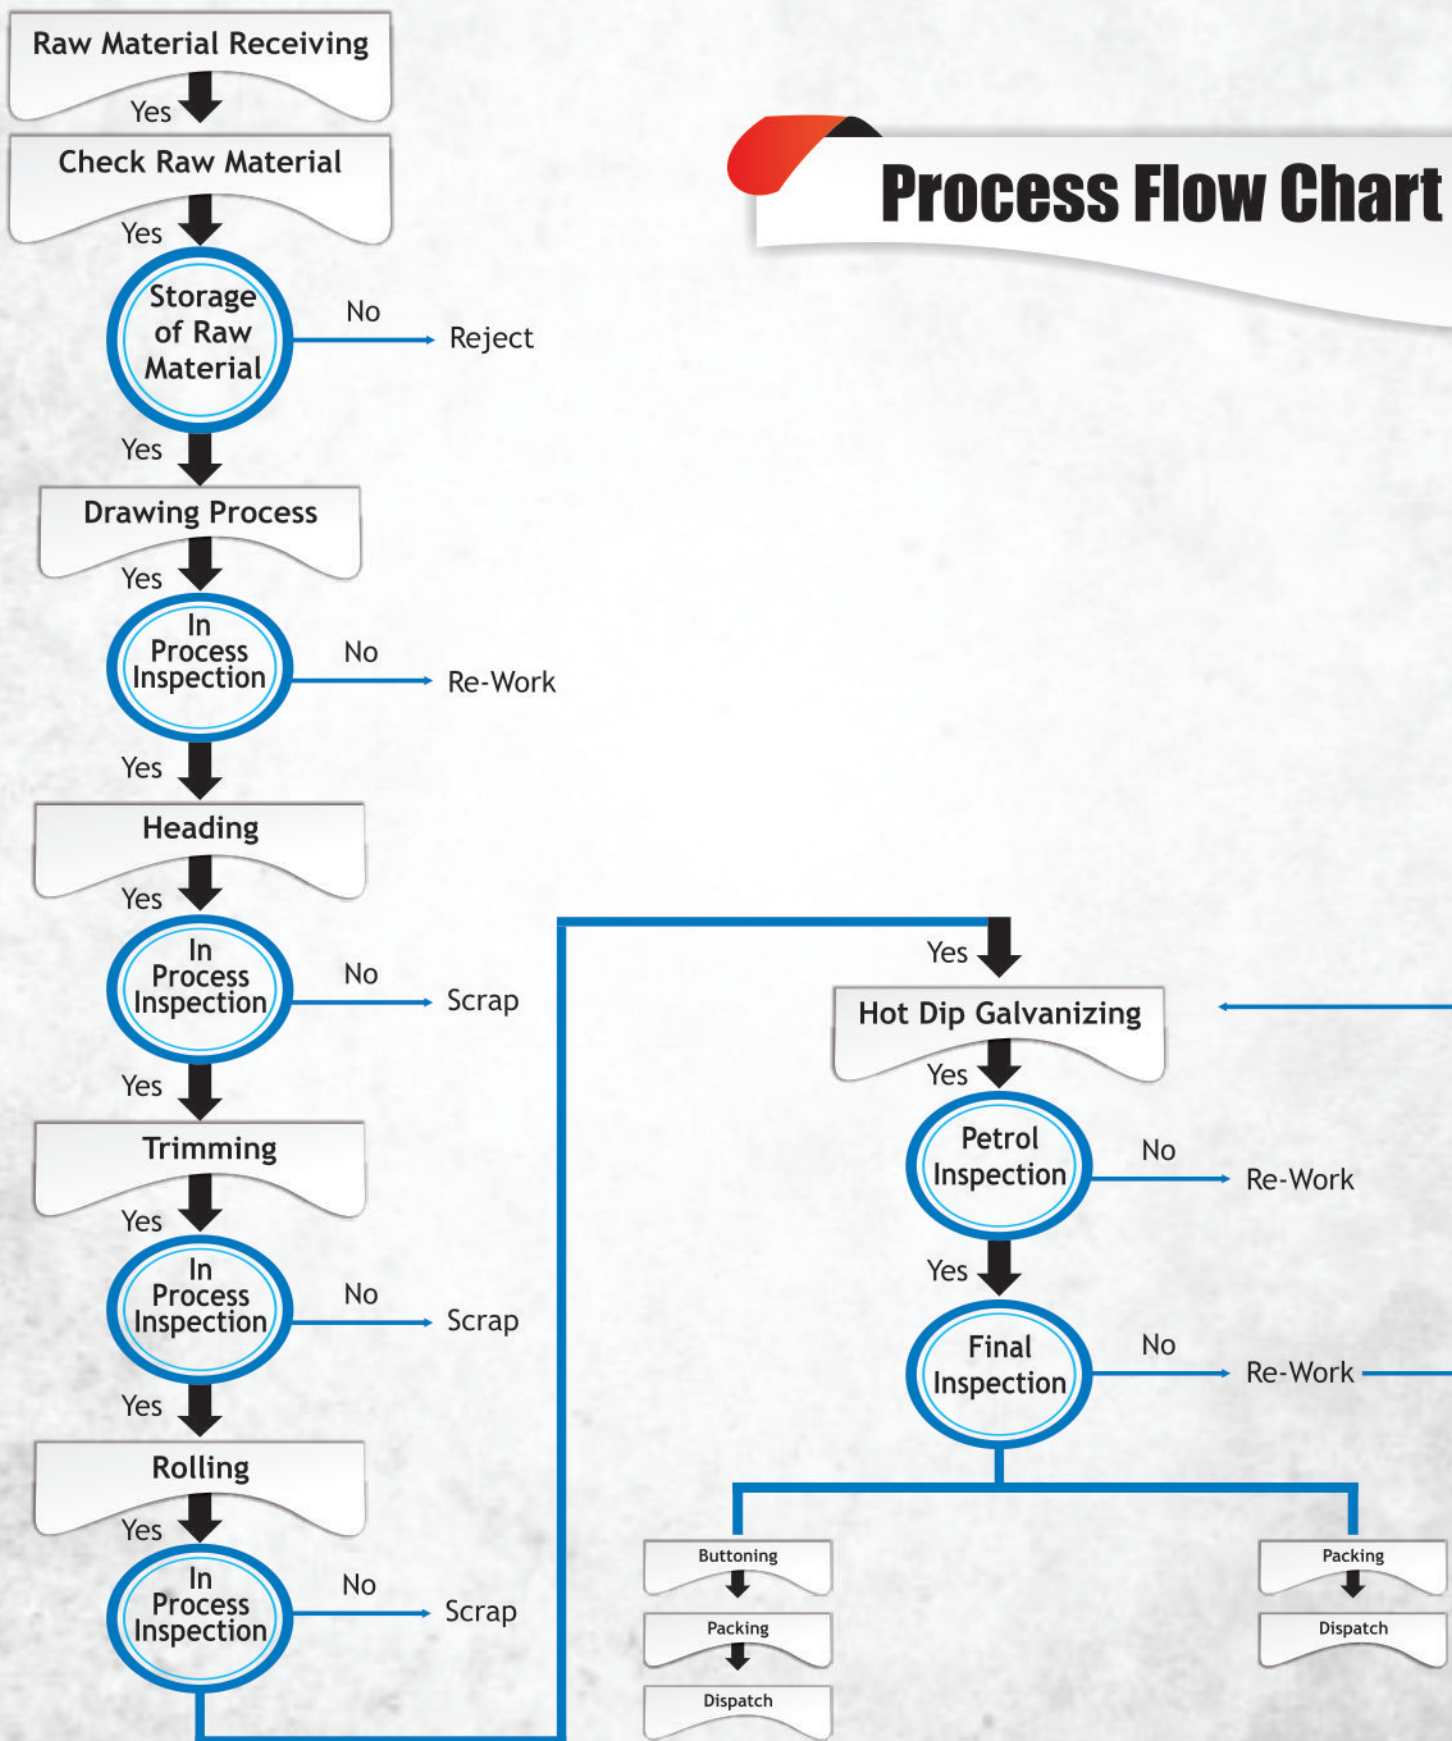 Raw Material Receiving
Yes
Check Raw Material
Yes
Storage
of Raw
Material
No
Reject
Yes
Drawing Process
Yes
In
Process
Inspection
No
Re-Work
Yes
Heading
Yes
In
Process
Inspection
No
Scrap
Yes
Trimming
Yes
In
Process
Inspection
No
Scrap
Yes
Rolling
Yes
In
Process
Inspection
No
Scrap
Process Flow Chart
Yes
Hot Dip Galvanizing
Yes
Petrol
Inspection
No
Re-Work
Yes
Final
Inspection
No
Re-Work
Buttoning
Packing
Dispatch
Packing
Dispatch